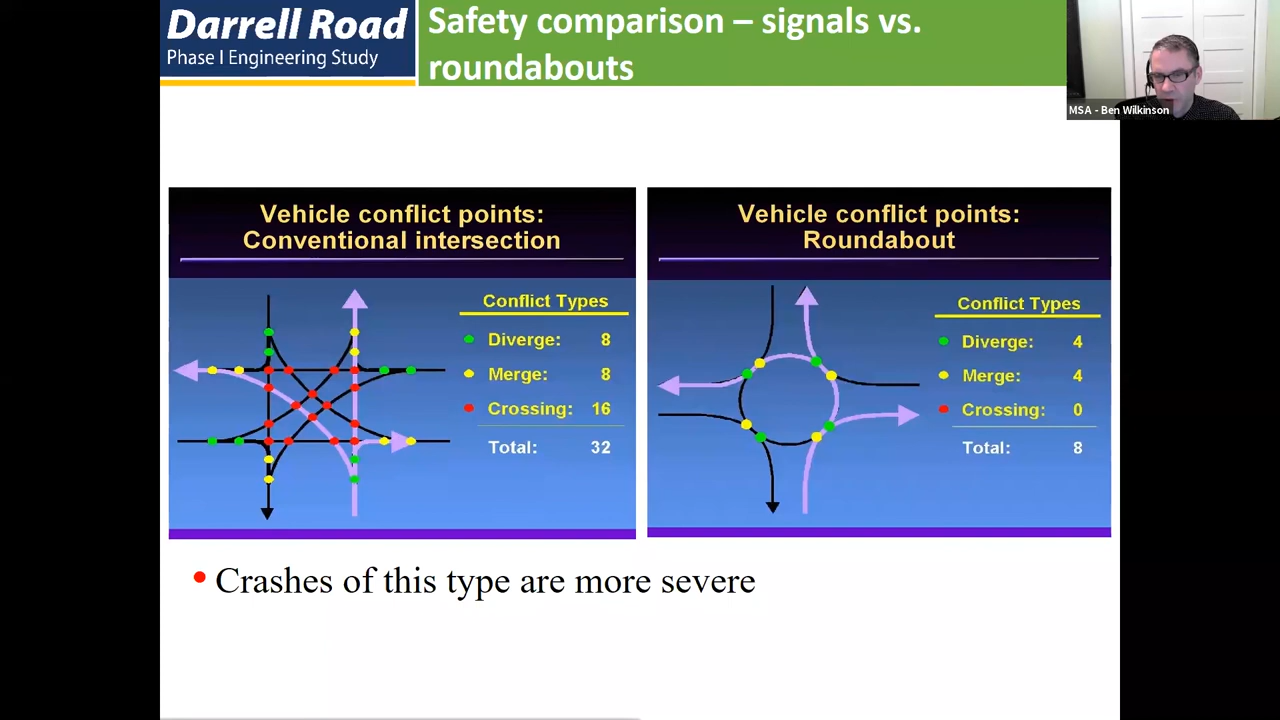 Darrell Road
Phase I Engineering Study
Safety comparison – signals vs.
roundabouts
MSA - Ben Wilkinson
Vehicle conflict points:
Conventional intersection
Conflict Types
Diverge: 8
Merge: 8
Crossing: 16
Total: 32
Vehicle conflict points:
Roundabout
Conflict Types
Diverge: 4
Merge: 4
Crossing: 0
Total: 8
• Crashes of this type are more severe